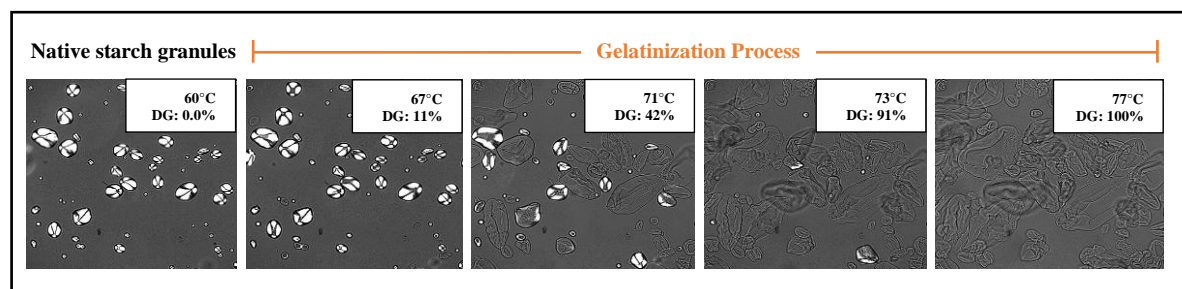 Native starch granules
Gelatinization Process
60°C
DG: 0.0%
67°C
DG: 11%
71°C
DG: 42%
73°C
DG: 91%
77°C
DG: 100%